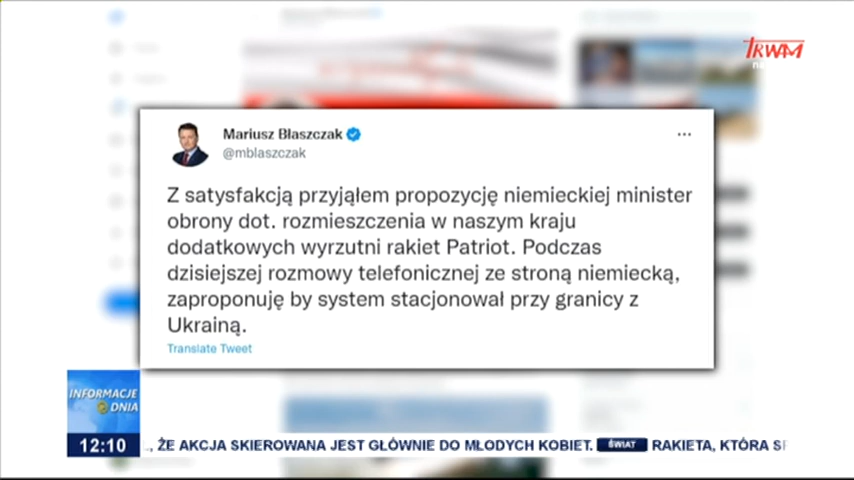 TRWAM
Mariusz Błaszczak
@mblaszczak
Z satysfakcją przyjąłem propozycję niemieckiej minister
obrony dot. rozmieszczenia w naszym kraju
dodatkowych wyrzutni rakiet Patriot. Podczas
dzisiejszej rozmowy telefonicznej ze stroną niemiecką,
zaproponuję by system stacjonował przy granicy z
Ukrainą.
Translate Tweet
INFORMACJE
DNIA
12:10 ŻE AKCJA SKIEROWANA JEST GŁÓWNIE DO MŁODYCH KOBIET. ŚWIAT RAKIETA, KTÓRA